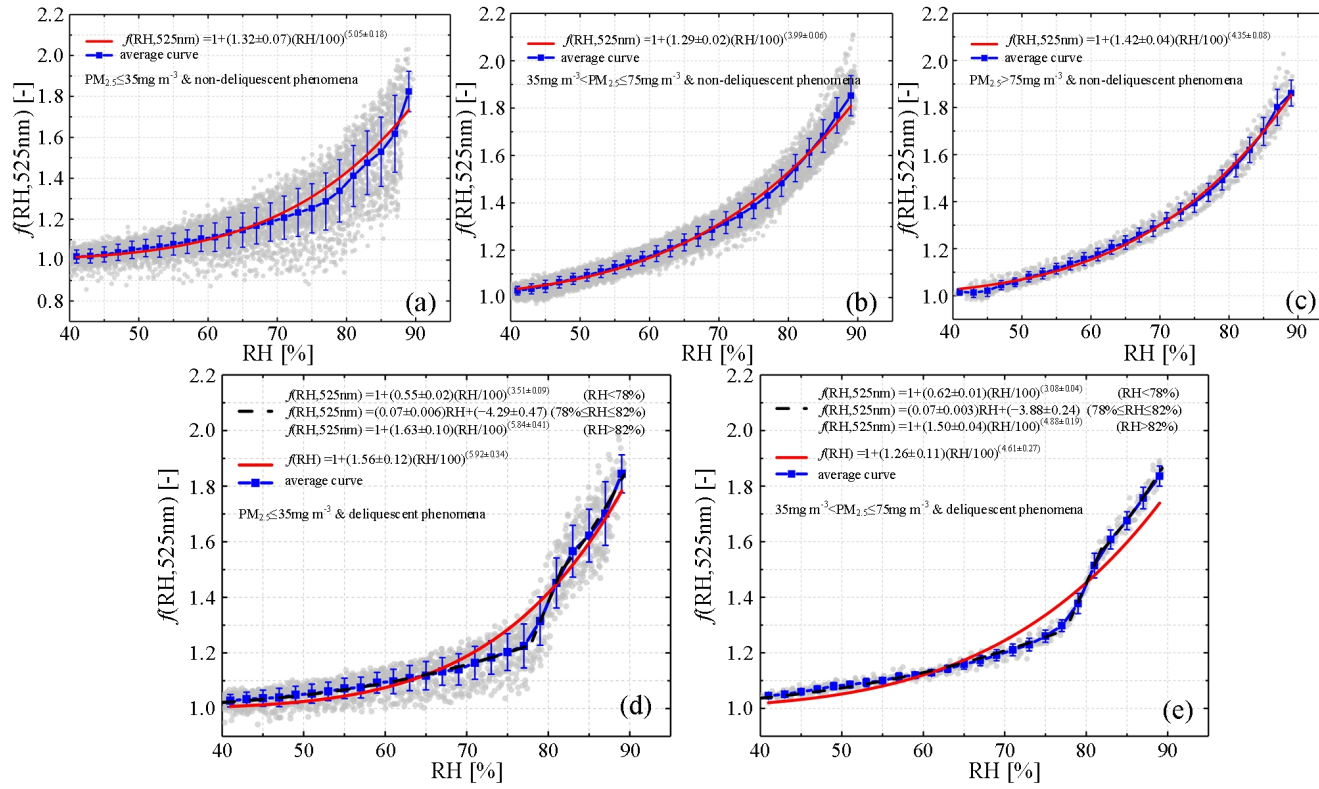 f(RH,525nm) =1+(1.32±0.07)(RH/100)^(5.05±0.18)
average curve
PM2.5≤35mg m-3 & non-deliquescent phenomena
2.2
2.0
1.8
1.6
1.4
1.2
1.0
0.8
f(RH,525nm) [-]
(a)
40 50 60 70 80 90
RH [%]
f(RH,525nm) =1+(1.29±0.02)(RH/100)^(3.99±0.06)
average curve
35mg m-3<PM2.5≤75mg m-3 & non-deliquescent phenomena
2.2
2.0
1.8
1.6
1.4
1.2
1.0
f(RH,525nm) [-]
(b)
40 50 60 70 80 90
RH [%]
f(RH,525nm) =1+(1.42±0.04)(RH/100)^(4.35±0.08)
average curve
PM2.5>75mg m-3 & non-deliquescent phenomena
2.2
2.0
1.8
1.6
1.4
1.2
1.0
f(RH,525nm) [-]
(c)
40 50 60 70 80 90
RH [%]
f(RH,525nm) =1+(0.55±0.02)(RH/100)^(3.51±0.09) (RH<78%)
f(RH,525nm) =(0.07±0.006)RH+(−4.29±0.47) (78%≤RH≤82%)
f(RH,525nm) =1+(1.63±0.10)(RH/100)^(5.84±0.41) (RH>82%)
f(RH) =1+(1.56±0.12)(RH/100)^(5.92±0.34)
average curve
PM2.5≤35mg m-3 & deliquescent phenomena
2.2
2.0
1.8
1.6
1.4
1.2
1.0
f(RH,525nm) [-]
(d)
40 50 60 70 80 90
RH [%]
f(RH,525nm) =1+(0.62±0.01)(RH/100)^(3.08±0.04) (RH<78%)
f(RH,525nm) =(0.07±0.003)RH+(−3.88±0.24) (78%≤RH≤82%)
f(RH,525nm) =1+(1.50±0.04)(RH/100)^(4.88±0.19) (RH>82%)
f(RH) =1+(1.26±0.11)(RH/100)^(4.61±0.27)
average curve
35mg m-3<PM2.5≤75mg m-3 & deliquescent phenomena
2.2
2.0
1.8
1.6
1.4
1.2
1.0
f(RH,525nm) [-]
(e)
40 50 60 70 80 90
RH [%]